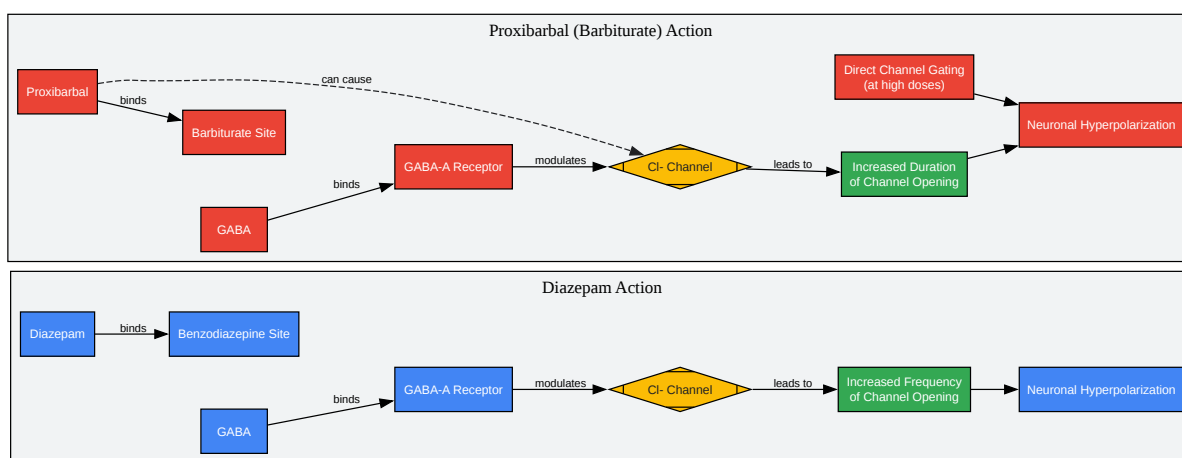 Proxibarbal (Barbiturate) Action
Proxibarbal
binds
Barbiturate Site
can cause
GABA
binds
GABA-A Receptor
modulates
Cl- Channel
leads to
Direct Channel Gating
(at high doses)
Increased Duration
of Channel Opening
Neuronal Hyperpolarization
Diazepam Action
Diazepam
binds
Benzodiazepine Site
GABA
binds
GABA-A Receptor
modulates
Cl- Channel
leads to
Increased Frequency
of Channel Opening
Neuronal Hyperpolarization